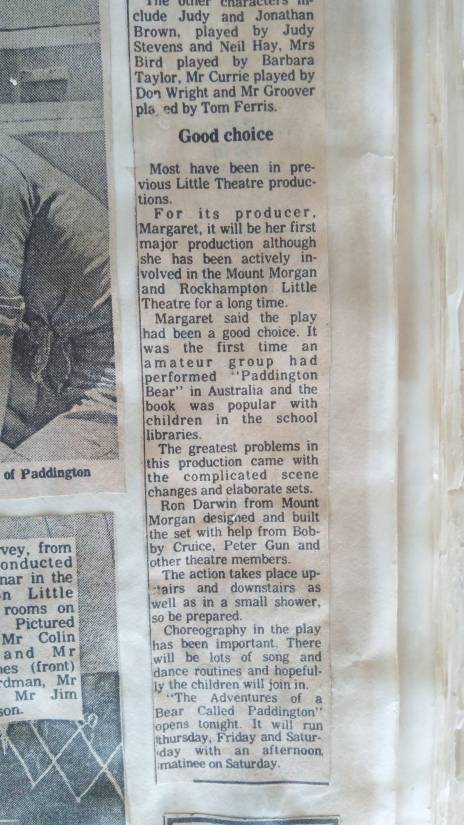 The other characters in-
clude Judy and Jonathan
Brown, played by Judy
Stevens and Neil Hay, Mrs
Bird played by Barbara
Taylor, Mr Currie played by
Don Wright and Mr Groover
pla ed by Tom Ferris.
Good choice
Most have been in pre-
vious Little Theatre produc-
tions.
For its producer,
Margaret, it will be her first
major production although
she has been actively in-
volved in the Mount Morgan
and Rockhampton Little
Theatre for a long time.
Margaret said the play
had been a good choice. It
was the first time an
amateur group had
performed "Paddington
Bear" in Australia and the
book was popular with
children in the school
libraries.
The greatest problems in
this production came with
the complicated scene
changes and elaborate sets.
Ron Darwin from Mount
Morgan designed and built
the set with help from Bob-
by Cruice, Peter Gun and
other theatre members.
The action takes place up-
tairs and downstairs as
well as in a small shower,
so be prepared.
Choreography in the play
has been important. There
will be lots of song and
dance routines and hopeful-
ly the children will join in.
"The Adventures of a
Bear Called Paddington"
opens tonight. It will run
thursday, Friday and Satur-
day with an afternoon
matinee on Saturday.
of Paddington
vey, from
onducted
nar in the
n Little
rooms on
Pictured
Mr Colin
and Mr
nes (front)
rdman, Mr
Mr Jim
son.